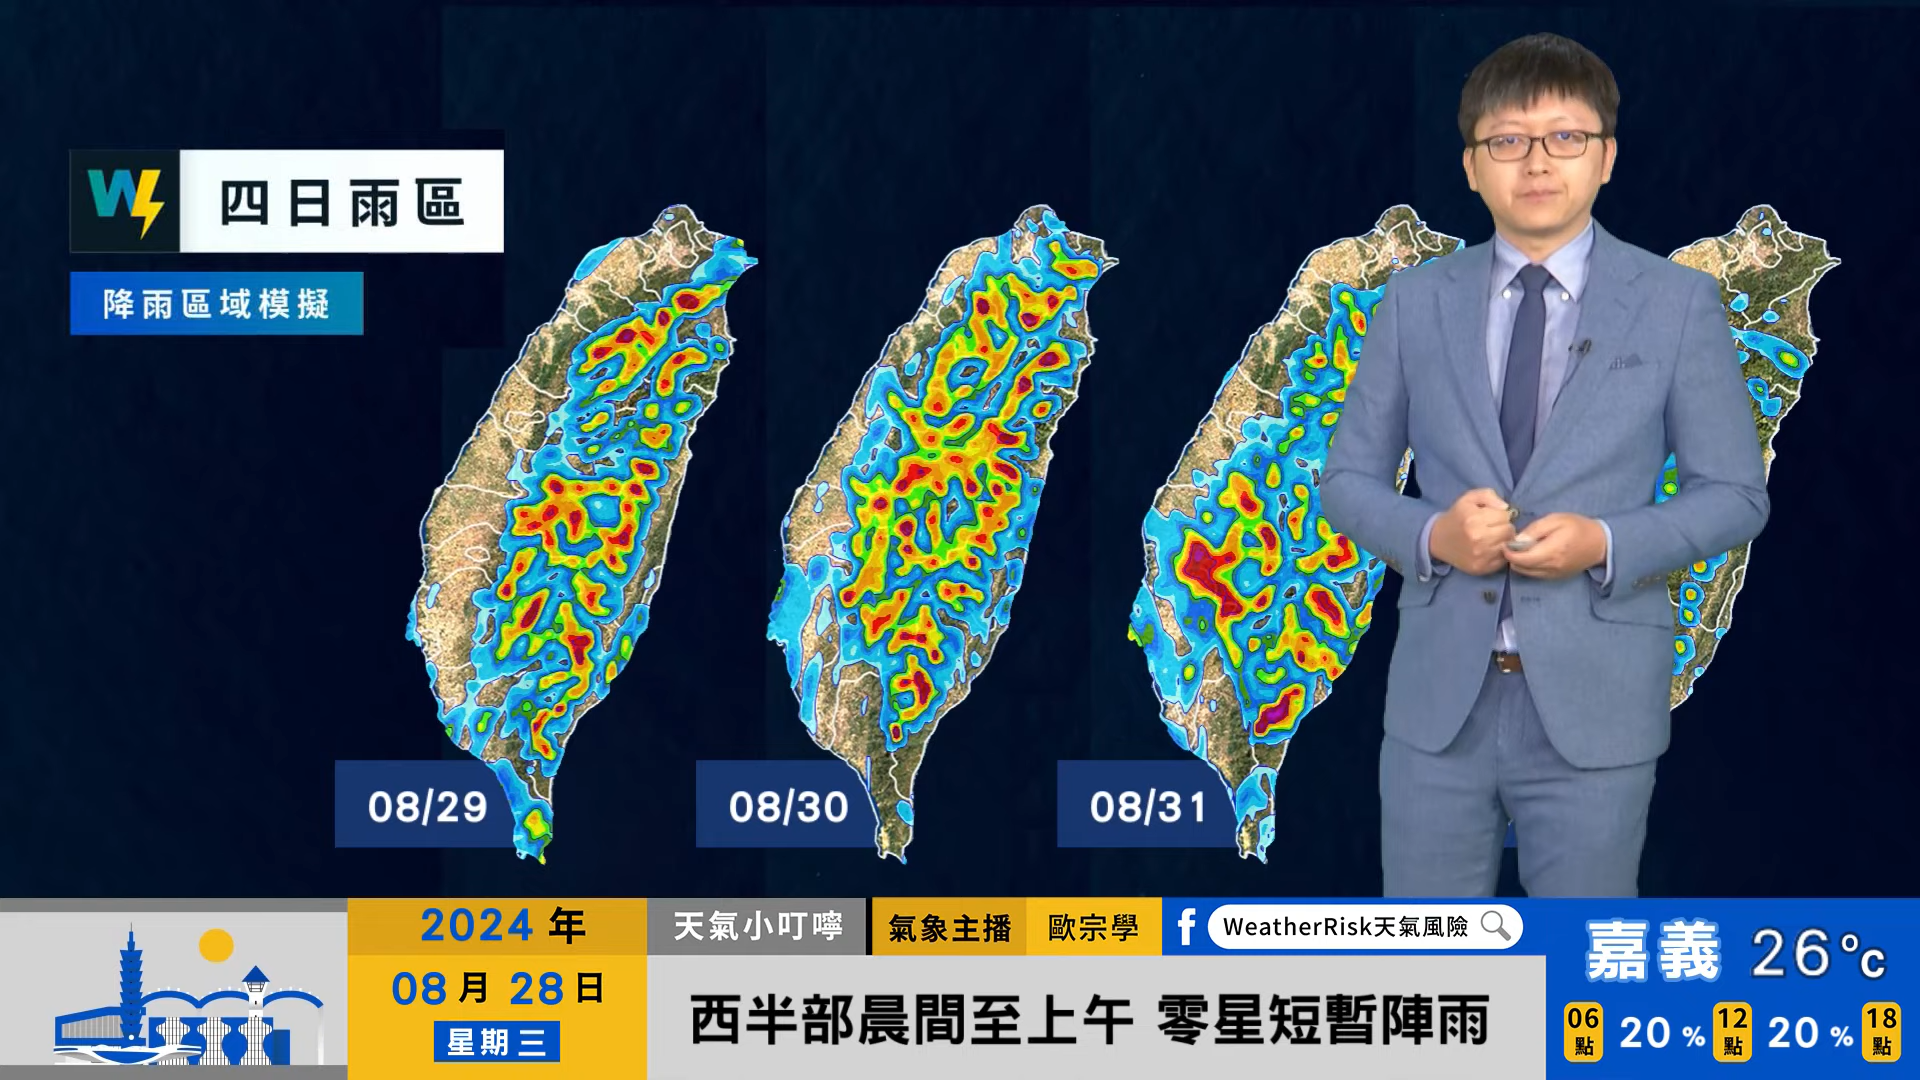 W
四日雨區
降雨區域模擬
08/29
08/30
08/31
2024 年
08 月 28 日
星期三
天氣小叮嚀
氣象主播
歐宗學
f
WeatherRisk天氣風險
西半部晨間至上午 零星短暫陣雨
嘉義 26°C
06點 20% 12點 20% 18點